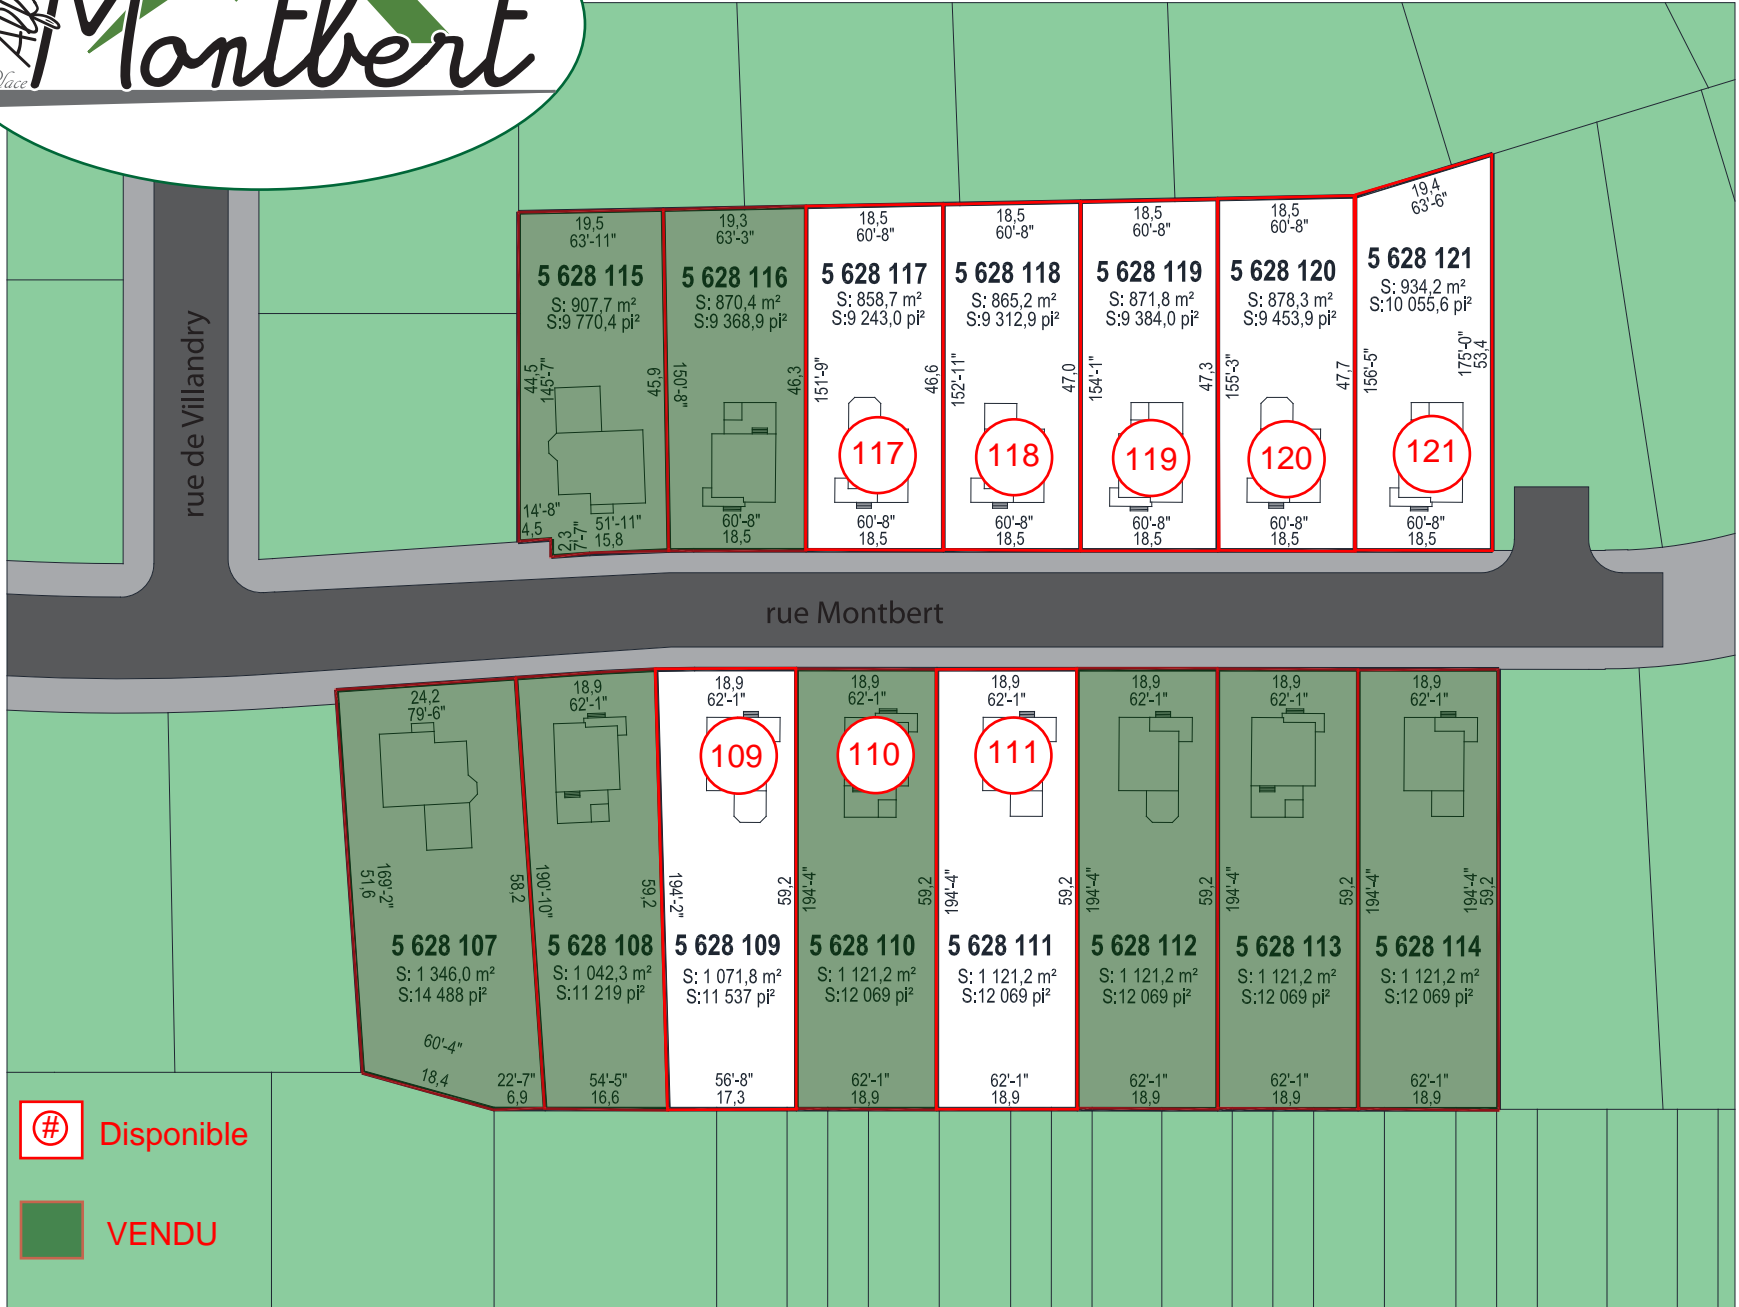 Place
Montbert
rue de Villandry
19,5
63'-11"
5 628 115
S: 907,7 m²
S:9 770,4 pi²
44,5
145'-7"
45,9
14'-8"
4,5
2,3
7'-7"
51'-11"
15,8
19,3
63'-3"
5 628 116
S: 870,4 m²
S:9 368,9 pi²
150'-8"
46,3
60'-8"
18,5
18,5
60'-8"
5 628 117
S: 858,7 m²
S:9 243,0 pi²
151'-9"
46,6
117
60'-8"
18,5
18,5
60'-8"
5 628 118
S: 865,2 m²
S:9 312,9 pi²
152'-11"
47,0
118
60'-8"
18,5
18,5
60'-8"
5 628 119
S: 871,8 m²
S:9 384,0 pi²
154'-1"
47,3
119
60'-8"
18,5
18,5
60'-8"
5 628 120
S: 878,3 m²
S:9 453,9 pi²
155'-3"
47,7
120
60'-8"
18,5
19,4
63'-6"
5 628 121
S: 934,2 m²
S:10 055,6 pi²
156'-5"
175'-0"
53,4
121
60'-8"
18,5
rue Montbert
24,2
79'-6"
169'-2"
51,6
58,2
5 628 107
S: 1 346,0 m²
S:14 488 pi²
60'-4"
18,4
22'-7"
6,9
18,9
62'-1"
190'-10"
59,2
5 628 108
S: 1 042,3 m²
S:11 219 pi²
54'-5"
16,6
18,9
62'-1"
109
194'-2"
59,2
5 628 109
S: 1 071,8 m²
S:11 537 pi²
56'-8"
17,3
18,9
62'-1"
110
194'-4"
59,2
5 628 110
S: 1 121,2 m²
S:12 069 pi²
62'-1"
18,9
18,9
62'-1"
111
194'-4"
59,2
5 628 111
S: 1 121,2 m²
S:12 069 pi²
62'-1"
18,9
18,9
62'-1"
194'-4"
59,2
5 628 112
S: 1 121,2 m²
S:12 069 pi²
62'-1"
18,9
18,9
62'-1"
194'-4"
59,2
5 628 113
S: 1 121,2 m²
S:12 069 pi²
62'-1"
18,9
18,9
62'-1"
194'-4"
194'-4"
59,2
5 628 114
S: 1 121,2 m²
S:12 069 pi²
62'-1"
18,9
# Disponible
VENDU